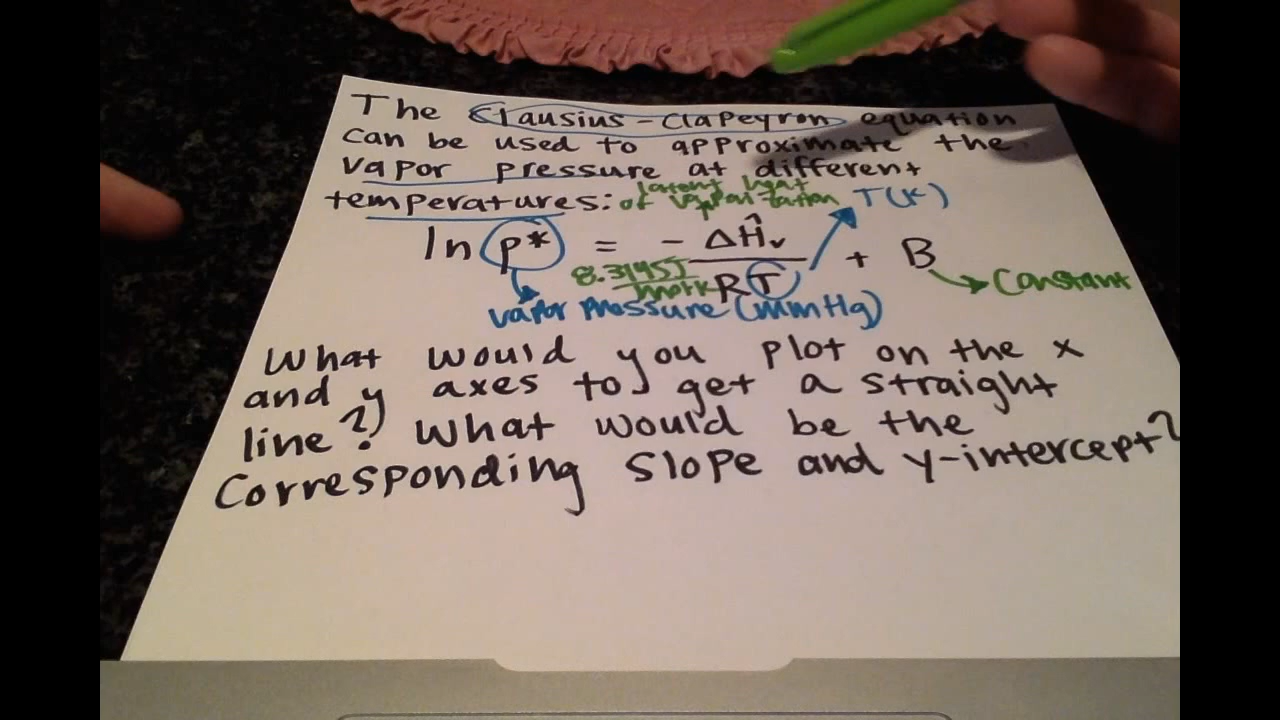 The Clausius-Clapeyron equation
can be used to approximate the
vapor pressure at different
temperatures: latent heat
of vaporization T(K)
ln p* = - ΔĤv / RT + B
8.3145J / mol K
constant
vapor pressure (mmHg)
What would you plot on the x
and y axes to get a straight
line? What would be the
corresponding slope and y-intercept?